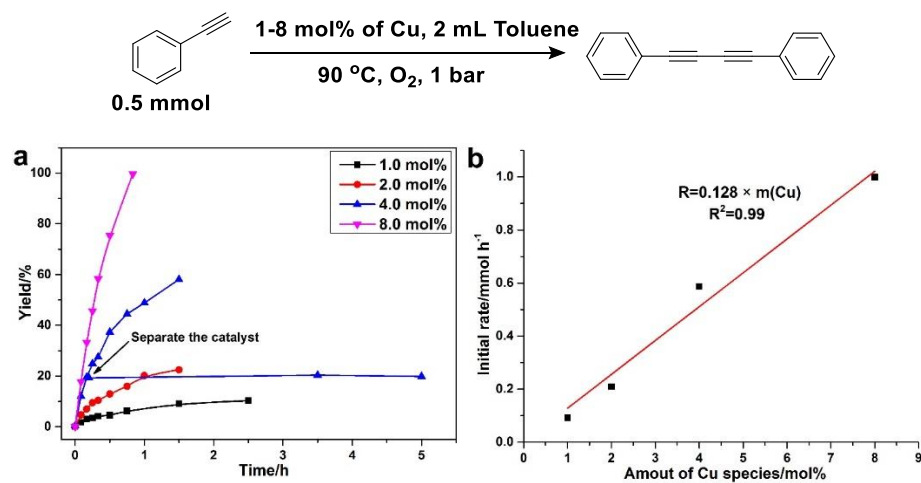 1-8 mol% of Cu, 2 mL Toluene
90 °C, O₂, 1 bar
0.5 mmol
a
100
80
60
40
20
0
Yield/%
1.0 mol%
2.0 mol%
4.0 mol%
8.0 mol%
Separate the catalyst
0 1 2 3 4 5
Time/h
b
1.0
0.8
0.6
0.4
0.2
0.0
Initial rate/mmol h⁻¹
R=0.128 × m(Cu)
R²=0.99
0 1 2 3 4 5 6 7 8 9
Amout of Cu species/mol%